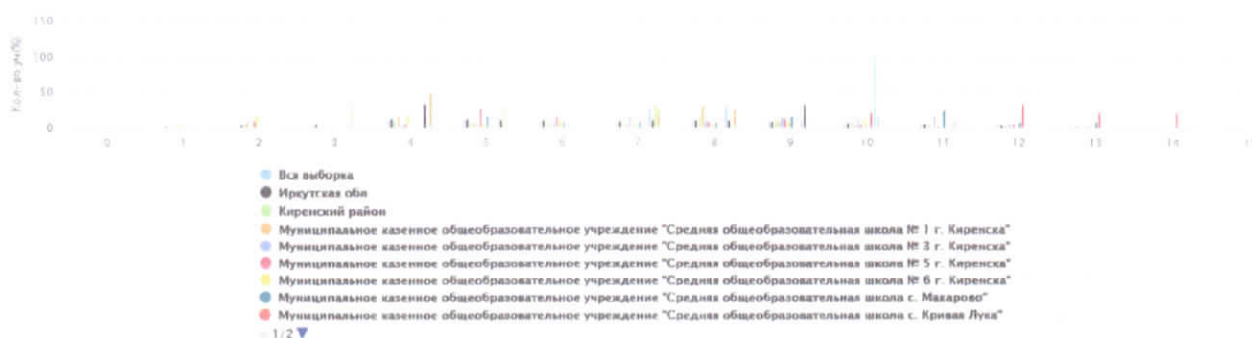 150
100
50
0
Кол-во уч(%)
0 1 2 3 4 5 6 7 8 9 10 11 12 13 14
Вся выборка
Иркутская обл
Киренский район
Муниципальное казенное общеобразовательное учреждение "Средняя общеобразовательная школа № 1 г. Киренска"
Муниципальное казенное общеобразовательное учреждение "Средняя общеобразовательная школа № 3 г. Киренска"
Муниципальное казенное общеобразовательное учреждение "Средняя общеобразовательная школа № 5 г. Киренска"
Муниципальное казенное общеобразовательное учреждение "Средняя общеобразовательная школа № 6 г. Киренска"
Муниципальное казенное общеобразовательное учреждение "Средняя общеобразовательная школа с. Макарово"
Муниципальное казенное общеобразовательное учреждение "Средняя общеобразовательная школа с. Кривая Лука"
1/2